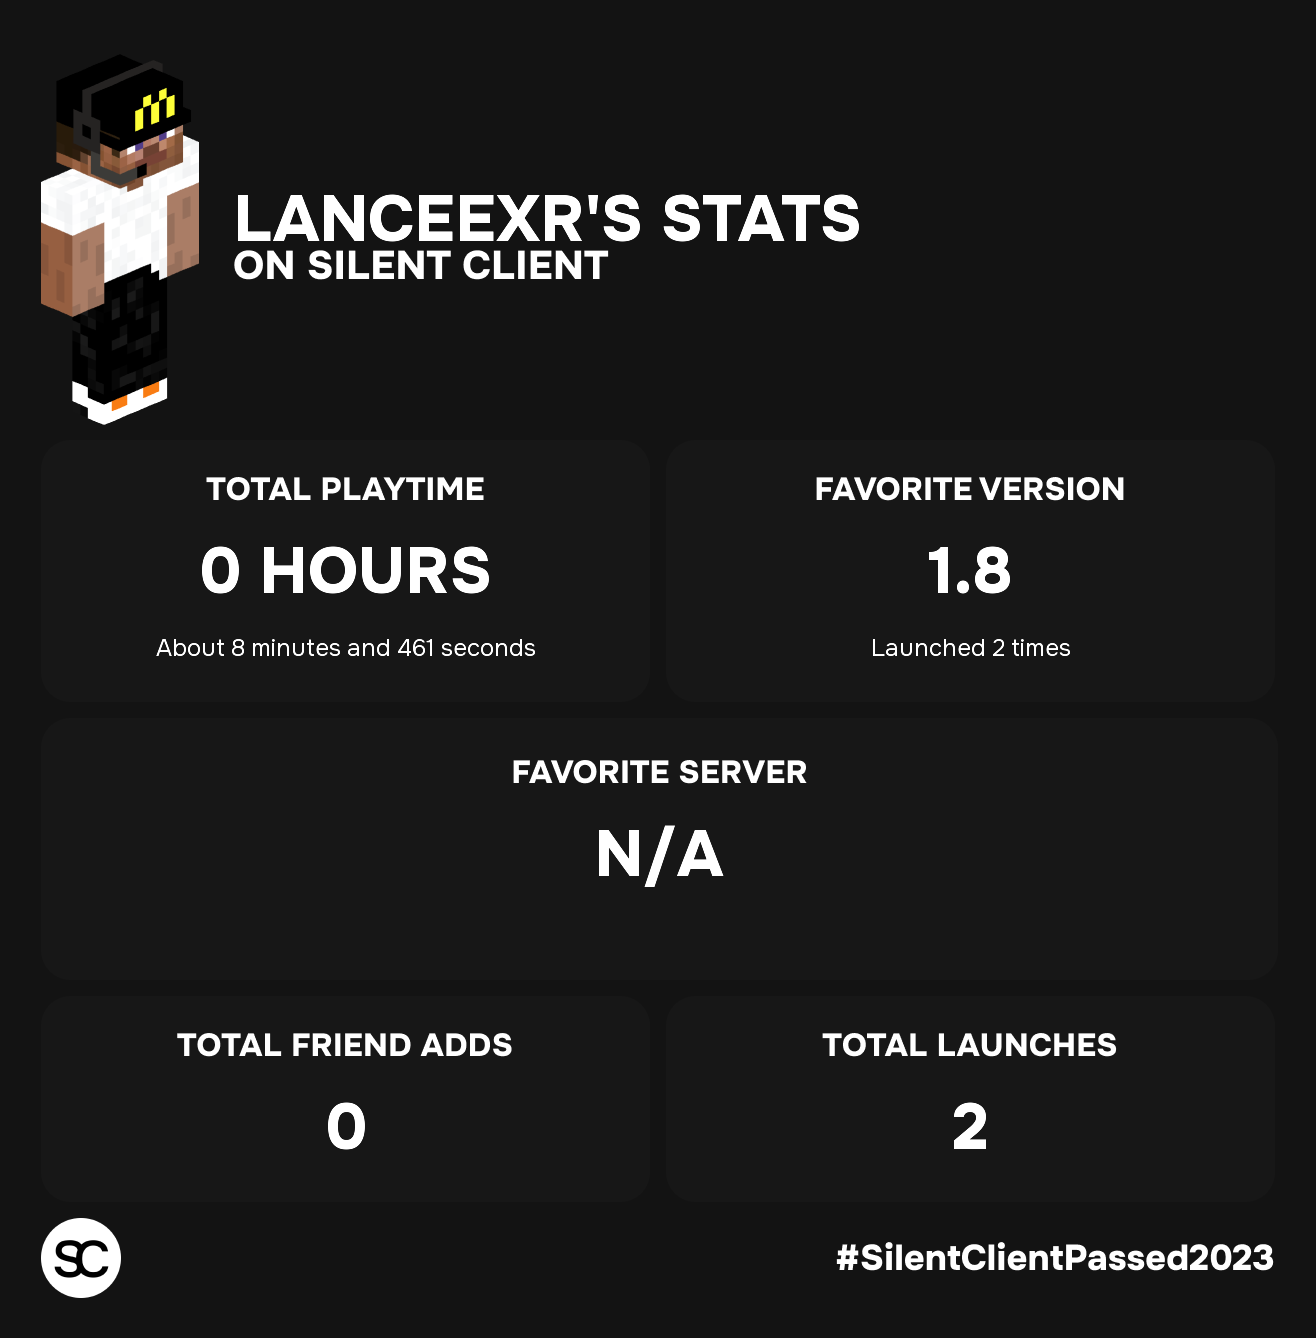 LANCEEXR'S STATS
ON SILENT CLIENT
TOTAL PLAYTIME
0 HOURS
About 8 minutes and 461 seconds
FAVORITE VERSION
1.8
Launched 2 times
FAVORITE SERVER
N/A
TOTAL FRIEND ADDS
0
TOTAL LAUNCHES
2
SC
#SilentClientPassed2023